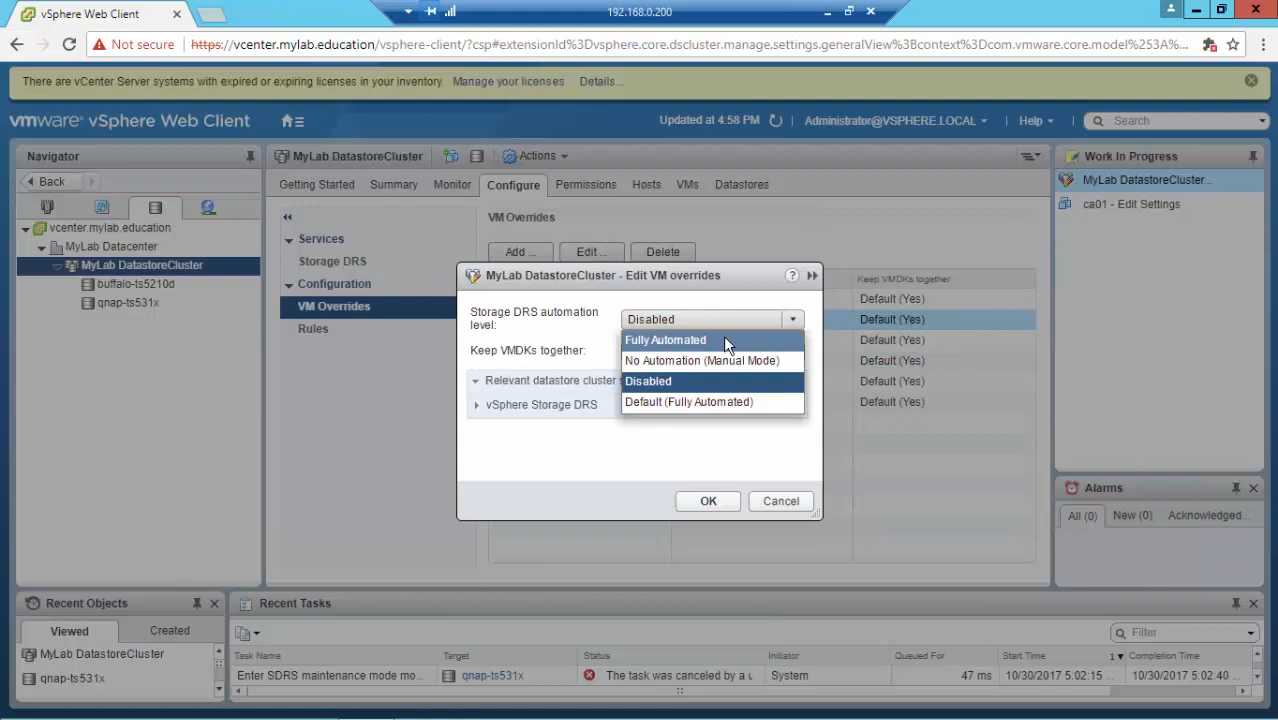 vSphere Web Client
192.168.0.200
Not secure https://vcenter.mylab.education/vsphere-client/?csp#extensionId%3Dvsphere.core.dscluster.manage.settings.generalView%3Bcontext%3Dcom.vmware.core.model%253A%...
There are vCenter Server systems with expired or expiring licenses in your inventory. Manage your licenses Details...
vmware® vSphere Web Client
Updated at 4:58 PM
Administrator@VSPHERE.LOCAL
Help
Search
Navigator
Back
vcenter.mylab.education
MyLab Datacenter
MyLab DatastoreCluster
buffalo-ts5210d
qnap-ts531x
MyLab DatastoreCluster
Actions
Getting Started Summary Monitor Configure Permissions Hosts VMs Datastores
Services
Storage DRS
Configuration
VM Overrides
Rules
VM Overrides
Add ... Edit ... Delete
Keep VMDKs together
Default (Yes)
Default (Yes)
Default (Yes)
Default (Yes)
Default (Yes)
Default (Yes)
MyLab DatastoreCluster - Edit VM overrides
Storage DRS automation
level:
Disabled
Fully Automated
No Automation (Manual Mode)
Disabled
Default (Fully Automated)
Keep VMDKs together:
Relevant datastore cluster
vSphere Storage DRS
OK Cancel
Work In Progress
MyLab DatastoreCluster...
ca01 - Edit Settings
Alarms
All (0) New (0) Acknowledged...
Recent Objects
Viewed Created
MyLab DatastoreCluster
qnap-ts531x
Recent Tasks
Filter
Task Name Target Status Initiator Queued For Start Time 1 Completion Time
Enter SDRS maintenance mode mo... qnap-ts531x The task was canceled by a System 47 ms 10/30/2017 5:02:15 10/30/2017 5:02:40